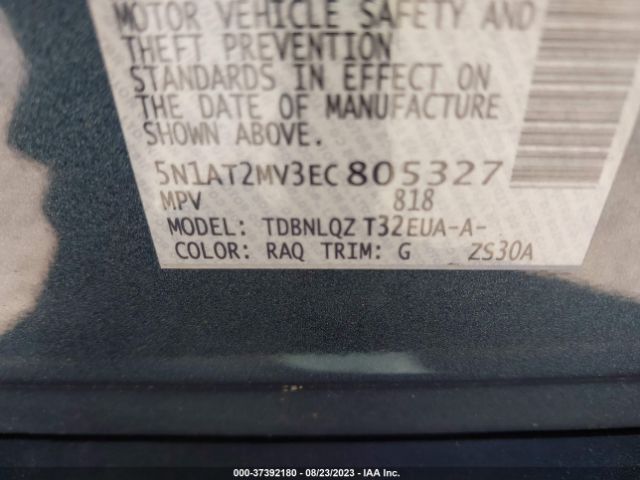 MOTOR VEHICLE SAFETY AND
THEFT PREVENTION
STANDARDS IN EFFECT ON
THE DATE OF MANUFACTURE
SHOWN ABOVE.
5N1AT2MV3EC805327
MPV 818
MODEL: TDBNLQZ T32EUA-A-
COLOR: RAQ TRIM: G ZS30A
000-37392180 - 08/23/2023 - IAA Inc.